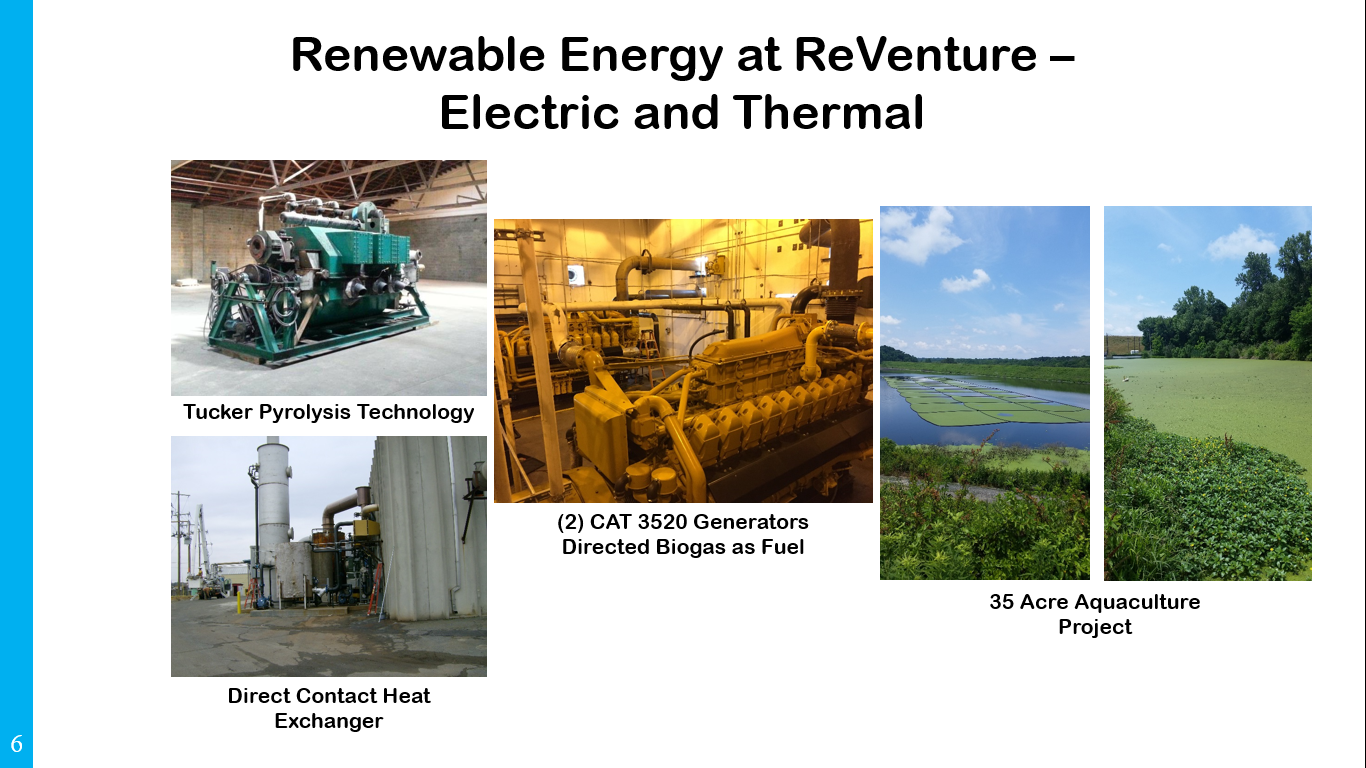 Renewable Energy at ReVenture –
Electric and Thermal
Tucker Pyrolysis Technology
Direct Contact Heat
Exchanger
(2) CAT 3520 Generators
Directed Biogas as Fuel
35 Acre Aquaculture
Project
6